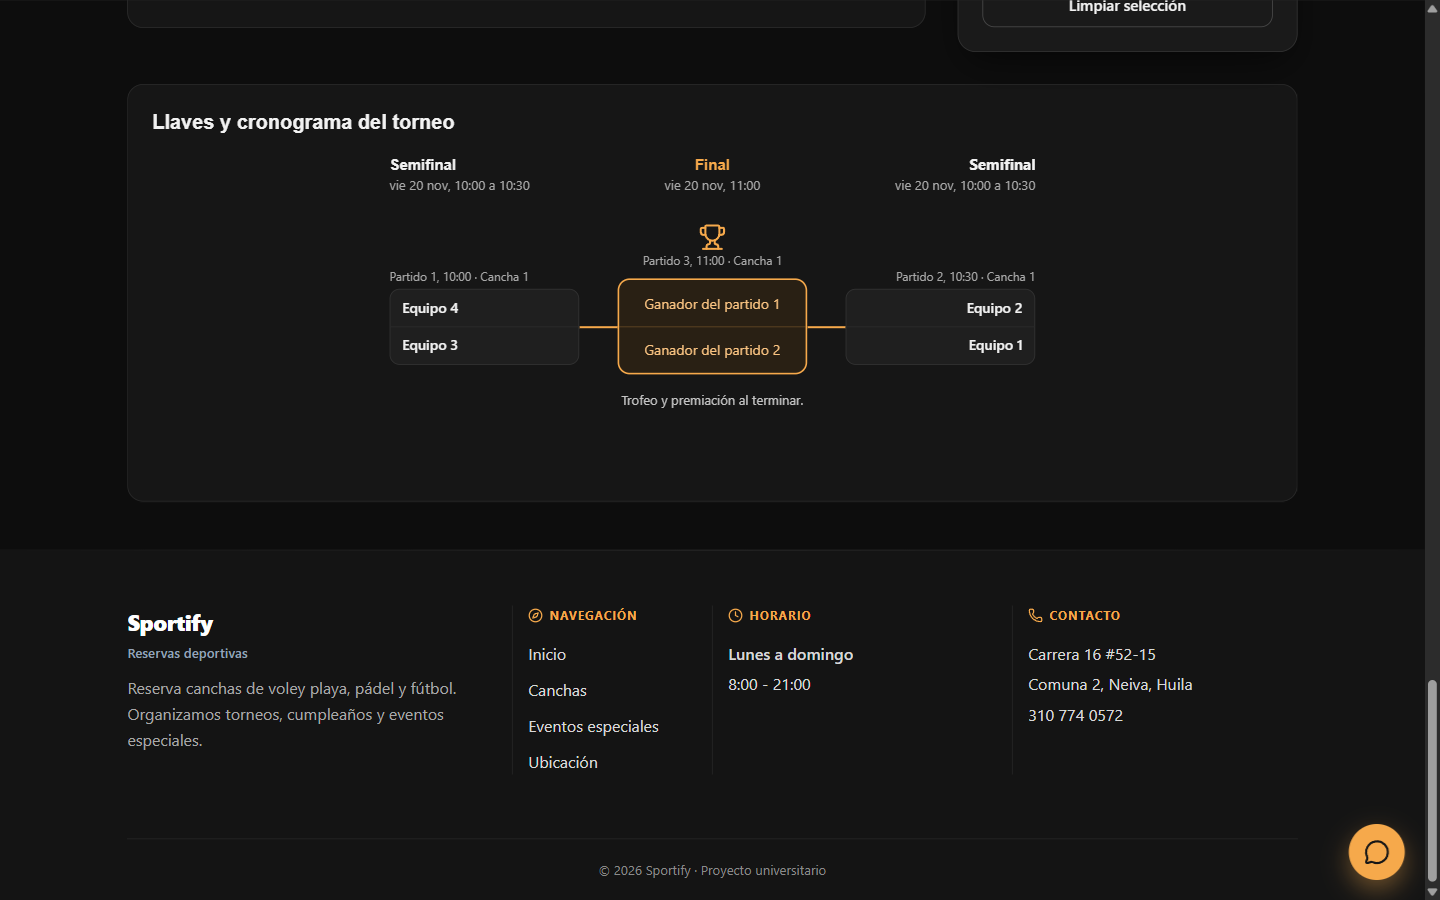 Limpiar selección
Llaves y cronograma del torneo
Semifinal
vie 20 nov, 10:00 a 10:30
Final
vie 20 nov, 11:00
Semifinal
vie 20 nov, 10:00 a 10:30
Partido 1, 10:00 · Cancha 1
Equipo 4
Equipo 3
Partido 3, 11:00 · Cancha 1
Ganador del partido 1
Ganador del partido 2
Trofeo y premiación al terminar.
Partido 2, 10:30 · Cancha 1
Equipo 2
Equipo 1
Sportify
Reservas deportivas
Reserva canchas de voley playa, pádel y fútbol.
Organizamos torneos, cumpleaños y eventos
especiales.
NAVEGACIÓN
Inicio
Canchas
Eventos especiales
Ubicación
HORARIO
Lunes a domingo
8:00 - 21:00
CONTACTO
Carrera 16 #52-15
Comuna 2, Neiva, Huila
310 774 0572
© 2026 Sportify · Proyecto universitario